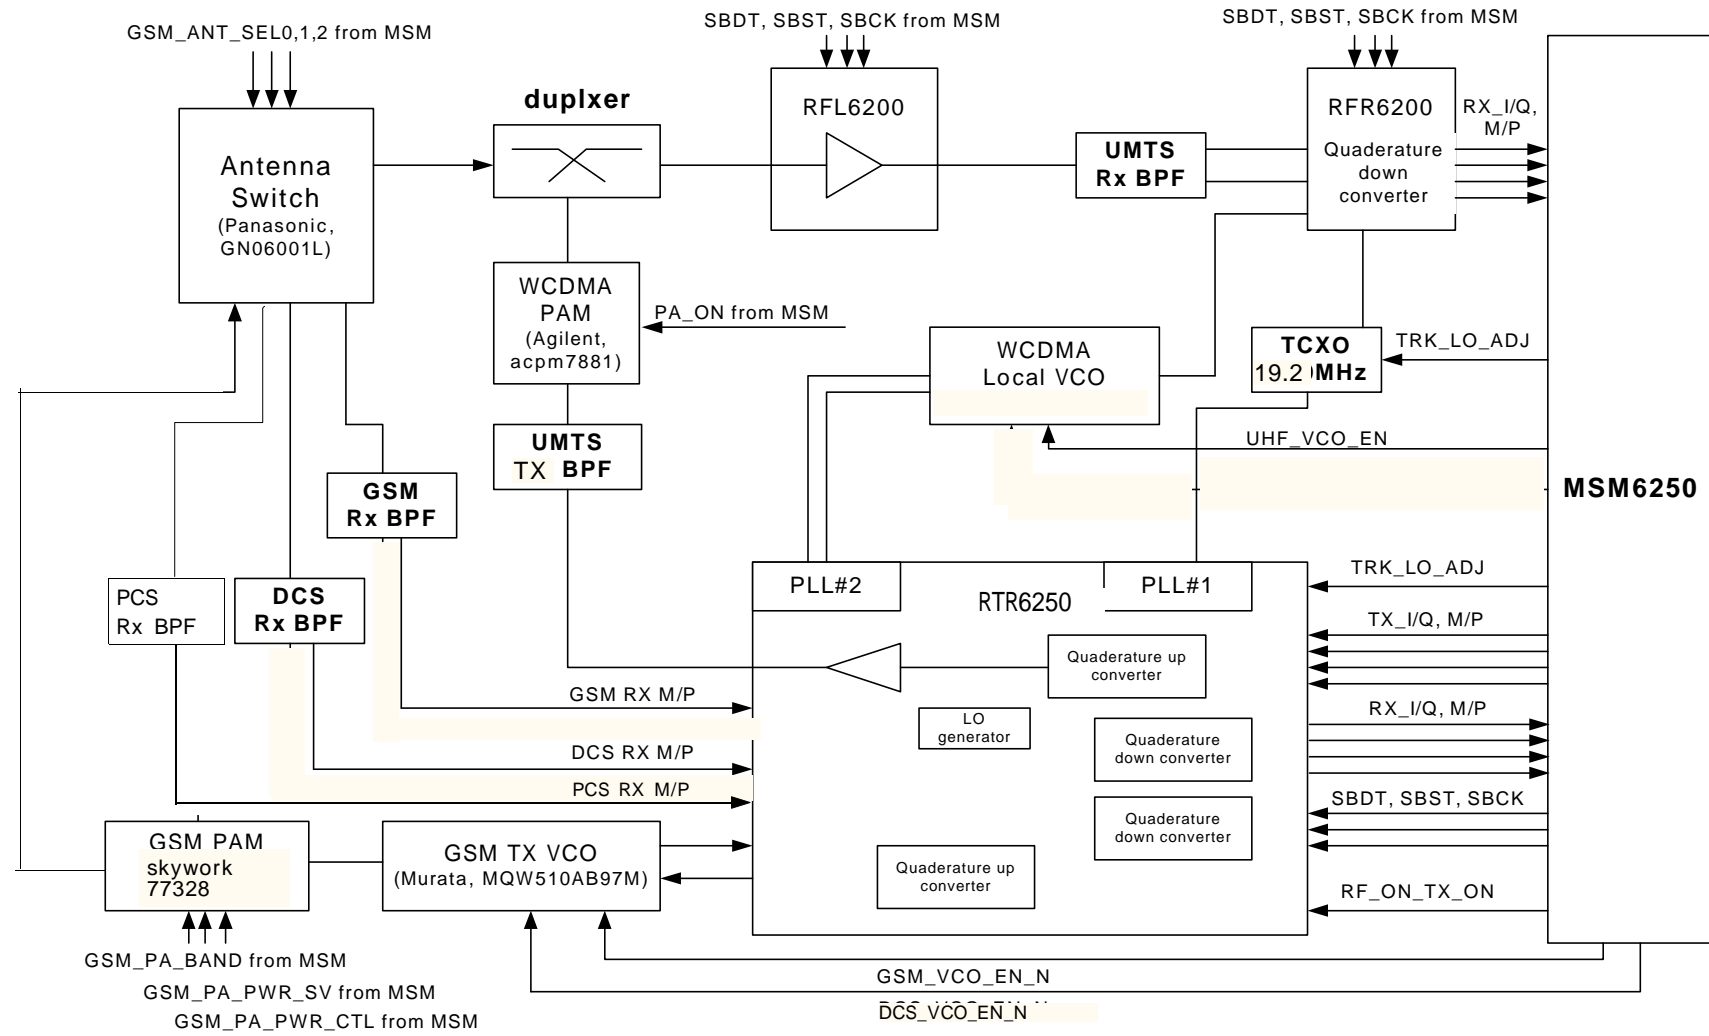 GSM_ANT_SEL0,1,2 from MSM
SBDT, SBST, SBCK from MSM
SBDT, SBST, SBCK from MSM
duplxer
RFL6200
RFR6200
Quaderature
down
converter
RX_I/Q,
M/P
Antenna
Switch
(Panasonic,
GN06001L)
UMTS
Rx BPF
WCDMA
PAM
(Agilent,
acpm7881)
PA_ON from MSM
WCDMA
Local VCO
TCXO
19.2 MHz
TRK_LO_ADJ
UHF_VCO_EN
MSM6250
UMTS
TX BPF
GSM
Rx BPF
PCS
Rx BPF
DCS
Rx BPF
PLL#2
RTR6250
PLL#1
TRK_LO_ADJ
TX_I/Q, M/P
Quaderature up
converter
GSM RX M/P
LO
generator
RX_I/Q, M/P
Quaderature
down converter
DCS RX M/P
PCS RX M/P
SBDT, SBST, SBCK
Quaderature
down converter
GSM PAM
skywork
77328
GSM TX VCO
(Murata, MQW510AB97M)
Quaderature up
converter
RF_ON_TX_ON
GSM_PA_BAND from MSM
GSM_PA_PWR_SV from MSM
GSM_PA_PWR_CTL from MSM
GSM_VCO_EN_N
DCS_VCO_EN_N